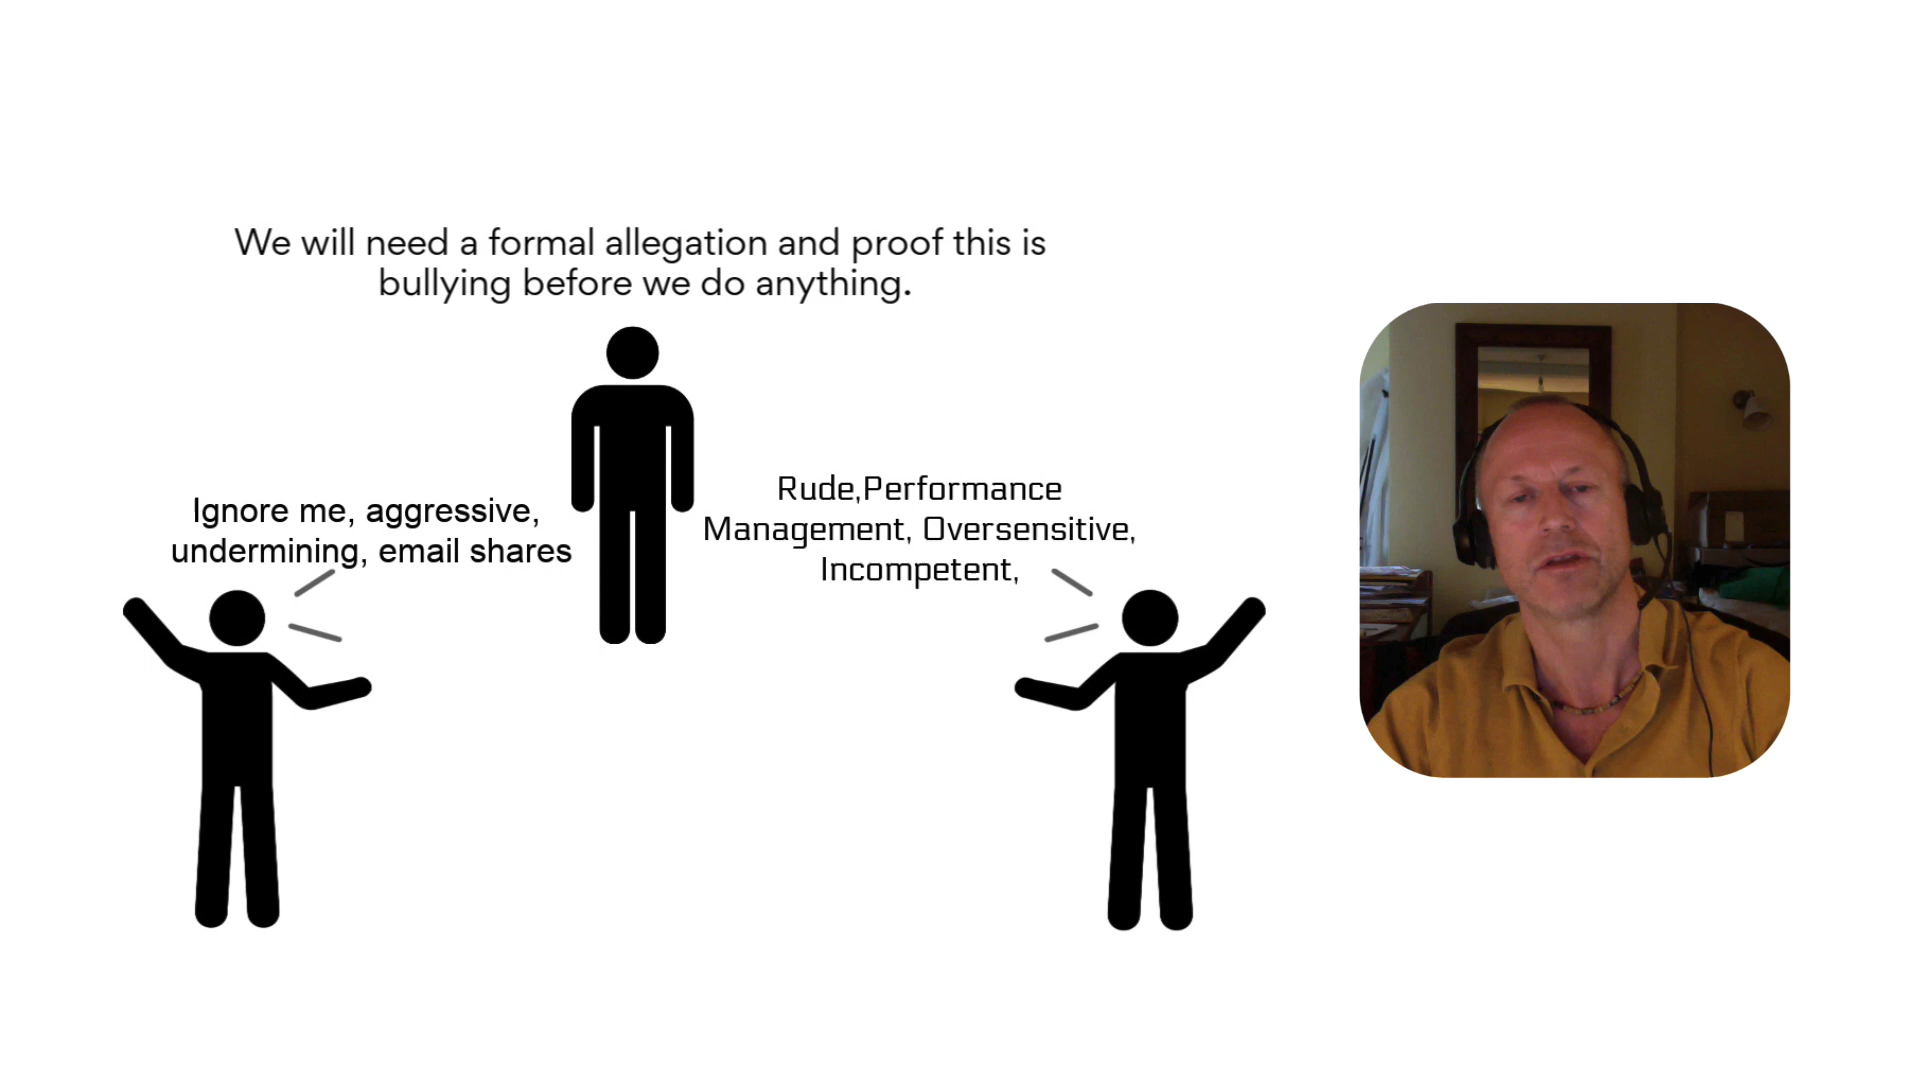 We will need a formal allegation and proof this is
bullying before we do anything.
Ignore me, aggressive,
undermining, email shares
Rude,Performance
Management, Oversensitive,
Incompetent,